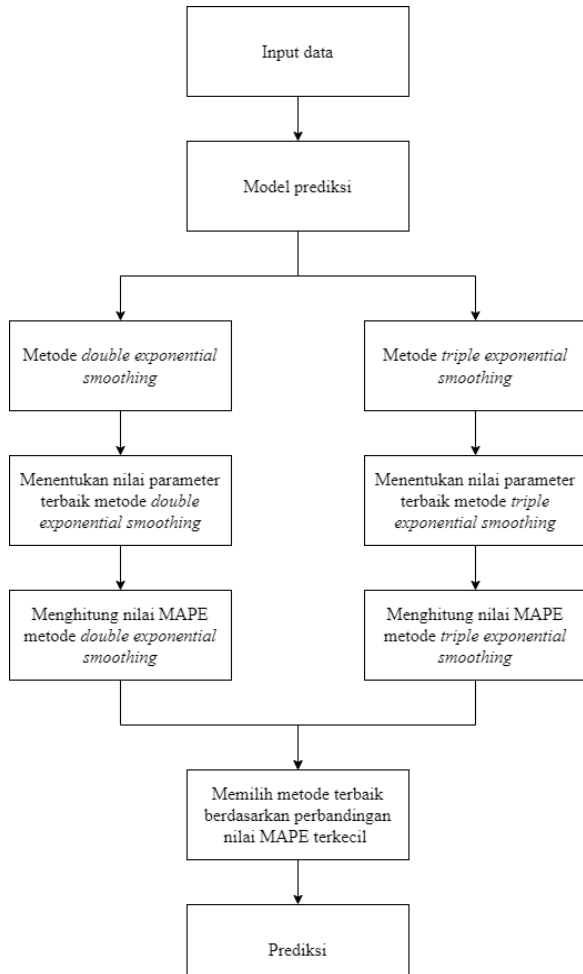 Input data
Model prediksi
Metode double exponential
smoothing
Metode triple exponential
smoothing
Menentukan nilai parameter
terbaik metode double
exponential smoothing
Menentukan nilai parameter
terbaik metode triple
exponential smoothing
Menghitung nilai MAPE
metode double exponential
smoothing
Menghitung nilai MAPE
metode triple exponential
smoothing
Memilih metode terbaik
berdasarkan perbandingan
nilai MAPE terkecil
Prediksi